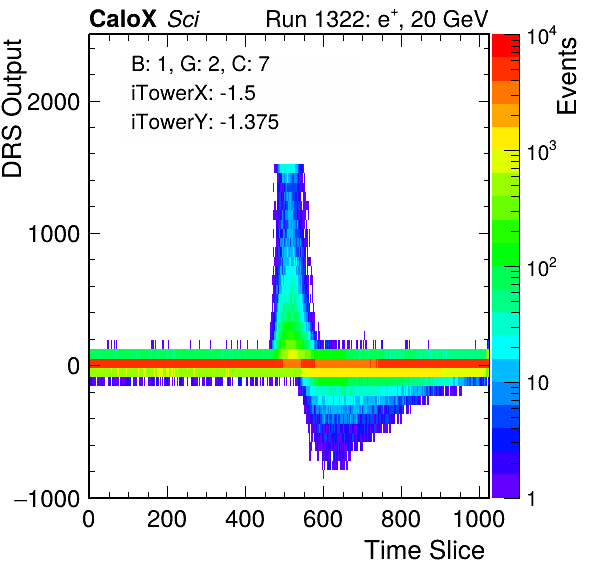 CaloX Sci
Run 1322: e⁺, 20 GeV
B: 1, G: 2, C: 7
iTowerX: -1.5
iTowerY: -1.375
DRS Output
2000
1000
0
−1000
0 200 400 600 800 1000
Time Slice
Events
10⁴
10³
10²
10
1